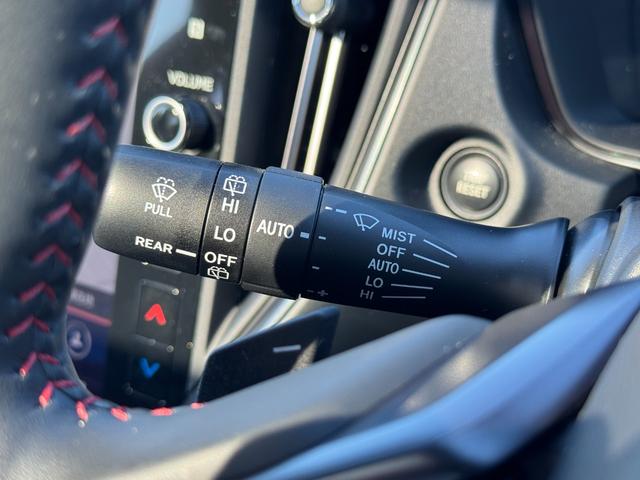 VOLUME
PULL
REAR
HI
LO
OFF
AUTO
- +
MIST
OFF
AUTO
LO
HI
RESET